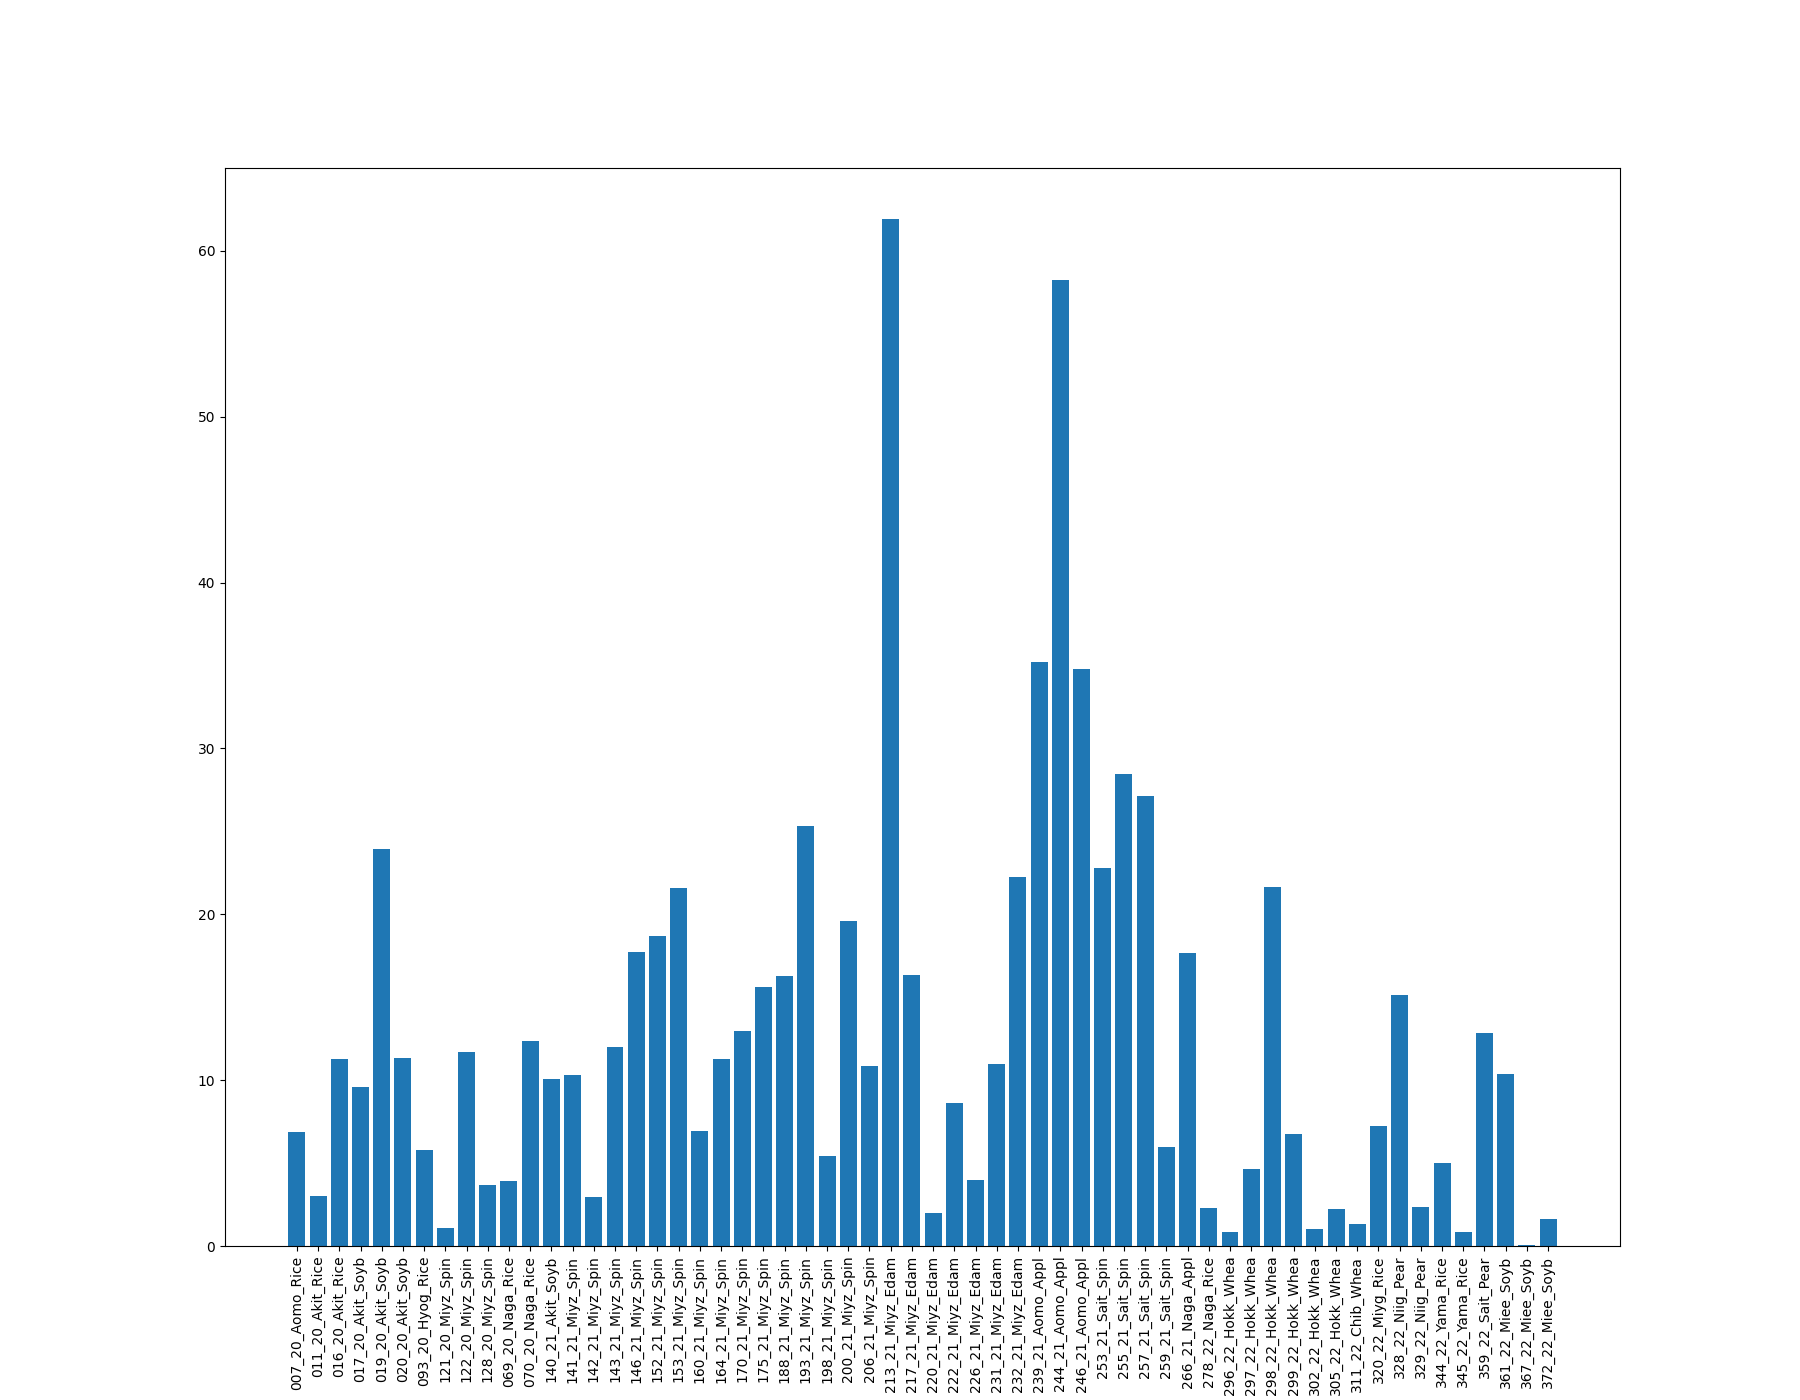 60
50
40
30
20
10
0
007_20_Aomo_Rice
011_20_Akit_Rice
016_20_Akit_Rice
017_20_Akit_Soyb
019_20_Akit_Soyb
020_20_Akit_Soyb
093_20_Hyog_Rice
121_20_Miyz_Spin
122_20_Miyz_Spin
128_20_Miyz_Spin
069_20_Naga_Rice
070_20_Naga_Rice
140_21_Akit_Soyb
141_21_Miyz_Spin
142_21_Miyz_Spin
143_21_Miyz_Spin
146_21_Miyz_Spin
152_21_Miyz_Spin
153_21_Miyz_Spin
160_21_Miyz_Spin
164_21_Miyz_Spin
170_21_Miyz_Spin
175_21_Miyz_Spin
188_21_Miyz_Spin
193_21_Miyz_Spin
198_21_Miyz_Spin
200_21_Miyz_Spin
206_21_Miyz_Spin
213_21_Miyz_Edam
217_21_Miyz_Edam
220_21_Miyz_Edam
222_21_Miyz_Edam
226_21_Miyz_Edam
231_21_Miyz_Edam
232_21_Miyz_Edam
239_21_Aomo_Appl
244_21_Aomo_Appl
246_21_Aomo_Appl
253_21_Sait_Spin
255_21_Sait_Spin
257_21_Sait_Spin
259_21_Sait_Spin
266_21_Naga_Appl
278_22_Naga_Rice
296_22_Hokk_Whea
297_22_Hokk_Whea
298_22_Hokk_Whea
299_22_Hokk_Whea
302_22_Hokk_Whea
305_22_Hokk_Whea
311_22_Chib_Whea
320_22_Miyg_Rice
328_22_Niig_Pear
329_22_Niig_Pear
344_22_Yama_Rice
345_22_Yama_Rice
359_22_Sait_Pear
361_22_Miee_Soyb
367_22_Miee_Soyb
372_22_Miee_Soyb